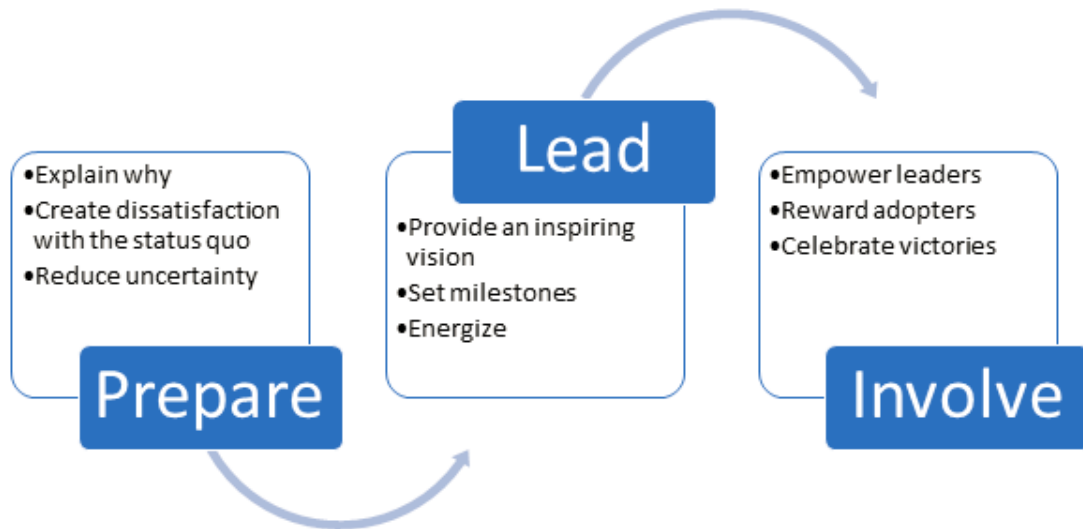 •Explain why
•Create dissatisfaction
with the status quo
•Reduce uncertainty
Prepare
Lead
•Provide an inspiring
vision
•Set milestones
•Energize
•Empower leaders
•Reward adopters
•Celebrate victories
Involve